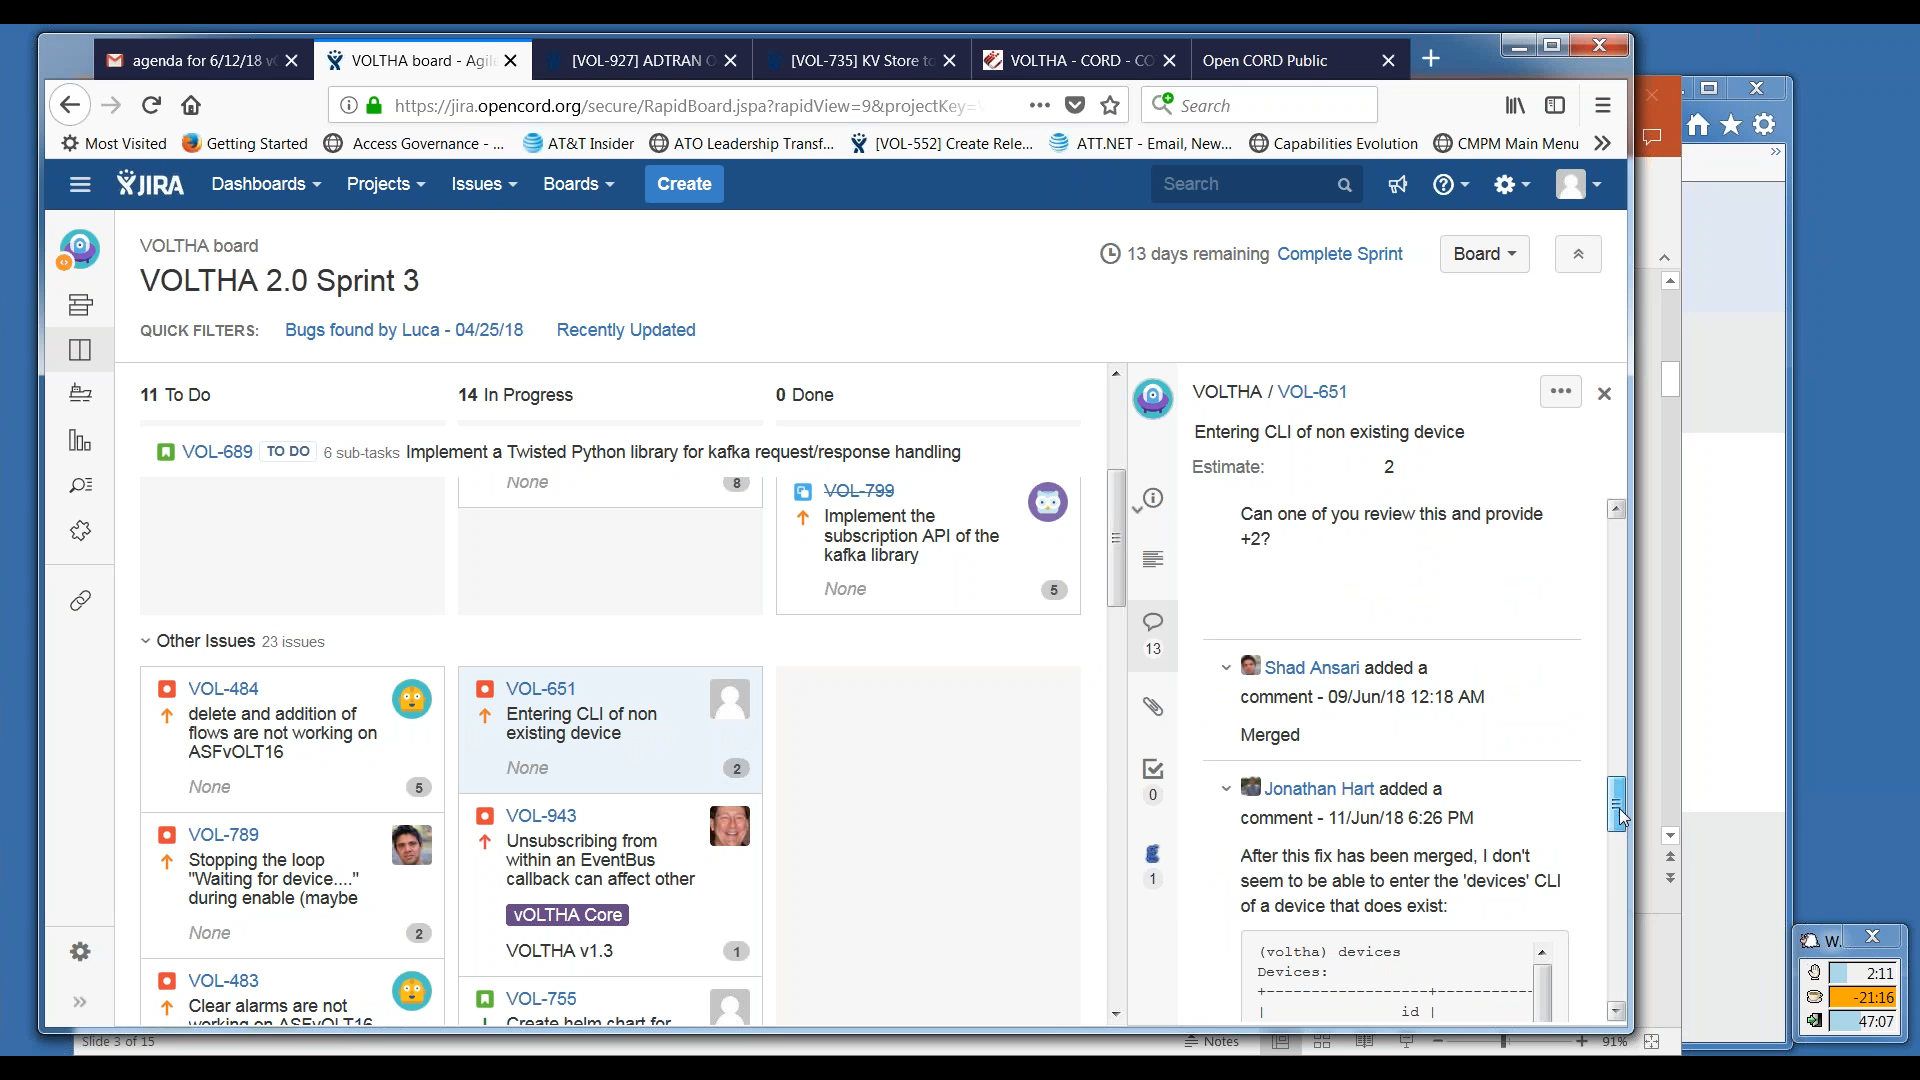 agenda for 6/12/18 v
VOLTHA board - Agile
[VOL-927] ADTRAN O
[VOL-735] KV Store to
VOLTHA - CORD - CO
Open CORD Public
https://jira.opencord.org/secure/RapidBoard.jspa?rapidView=9&projectKey=
Search
Most Visited
Getting Started
Access Governance - ...
AT&T Insider
ATO Leadership Transf...
[VOL-552] Create Rele...
ATT.NET - Email, New...
Capabilities Evolution
CMPM Main Menu
JIRA
Dashboards
Projects
Issues
Boards
Create
Search
VOLTHA board
VOLTHA 2.0 Sprint 3
13 days remaining
Complete Sprint
Board
QUICK FILTERS:
Bugs found by Luca - 04/25/18
Recently Updated
11 To Do
14 In Progress
0 Done
VOL-689 TO DO 6 sub-tasks Implement a Twisted Python library for kafka request/response handling
None
8
VOL-799
Implement the
subscription API of the
kafka library
None
5
Other Issues 23 issues
VOL-484
delete and addition of
flows are not working on
ASFvOLT16
None
5
VOL-789
Stopping the loop
"Waiting for device...."
during enable (maybe
None
2
VOL-483
Clear alarms are not
working on ASFvOLT16
VOL-651
Entering CLI of non
existing device
None
2
VOL-943
Unsubscribing from
within an EventBus
callback can affect other
vOLTHA Core
VOLTHA v1.3
1
VOL-755
Create helm chart for
VOLTHA / VOL-651
Entering CLI of non existing device
Estimate:
2
13
0
1
Can one of you review this and provide
+2?
Shad Ansari added a
comment - 09/Jun/18 12:18 AM
Merged
Jonathan Hart added a
comment - 11/Jun/18 6:26 PM
After this fix has been merged, I don't
seem to be able to enter the 'devices' CLI
of a device that does exist:
(voltha) devices
Devices:
+-----------------+-----------
| id |
Slide 3 of 15
Notes
91%
W.
2:11
-21:16
47:07